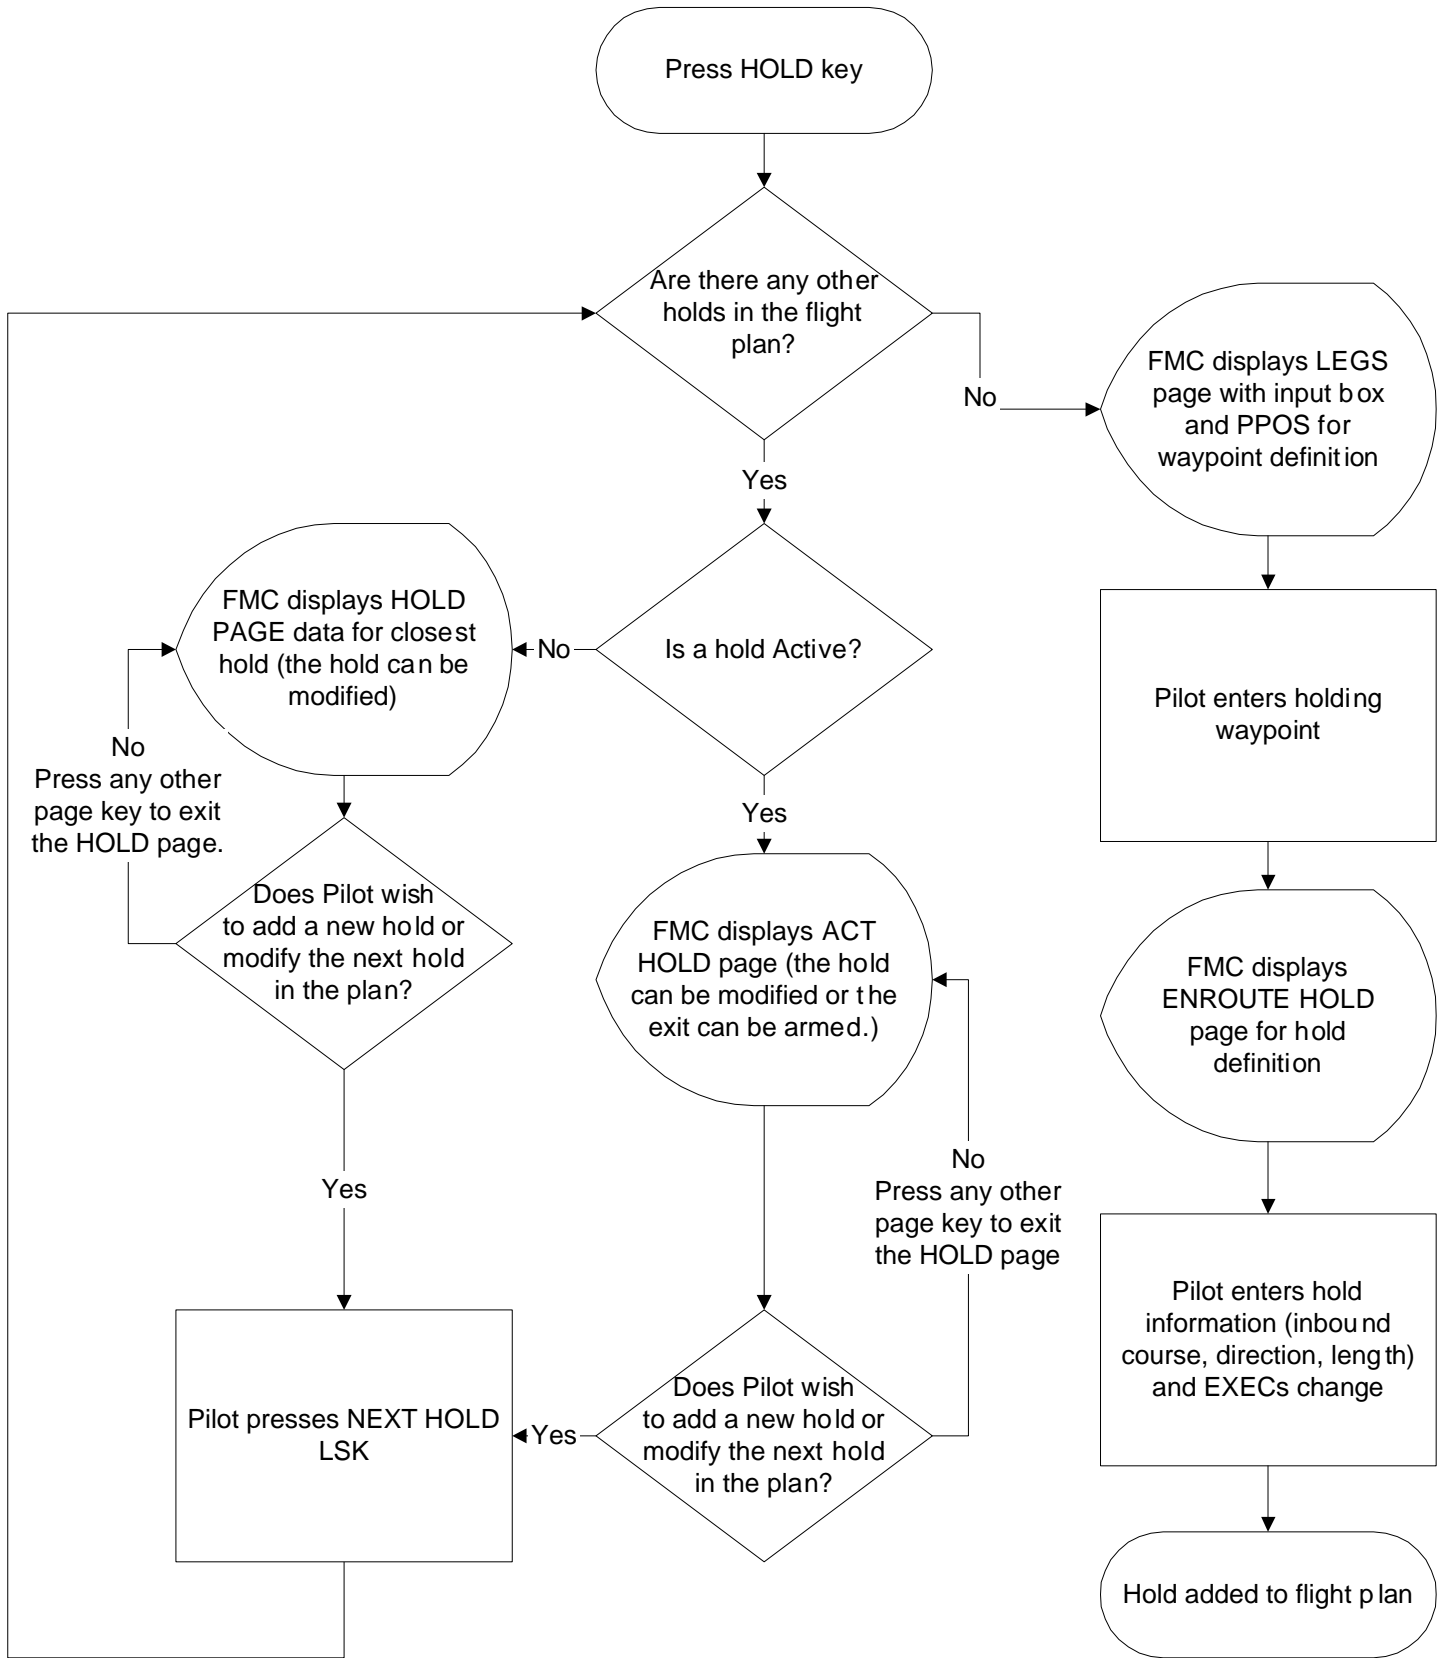 Press HOLD key
Are there any other
holds in the flight
plan?
No
FMC displays LEGS
page with input box
and PPOS for
waypoint definition
Yes
FMC displays HOLD
PAGE data for closest
hold (the hold can be
modified)
No
Is a hold Active?
Pilot enters holding
waypoint
No
Press any other
page key to exit
the HOLD page.
Yes
Does Pilot wish
to add a new hold or
modify the next hold
in the plan?
FMC displays ACT
HOLD page (the hold
can be modified or the
exit can be armed.)
FMC displays
ENROUTE HOLD
page for hold
definition
Yes
No
Press any other
page key to exit
the HOLD page
Pilot enters hold
information (inbound
course, direction, length)
and EXECs change
Pilot presses NEXT HOLD
LSK
Yes
Does Pilot wish
to add a new hold or
modify the next hold
in the plan?
Hold added to flight plan